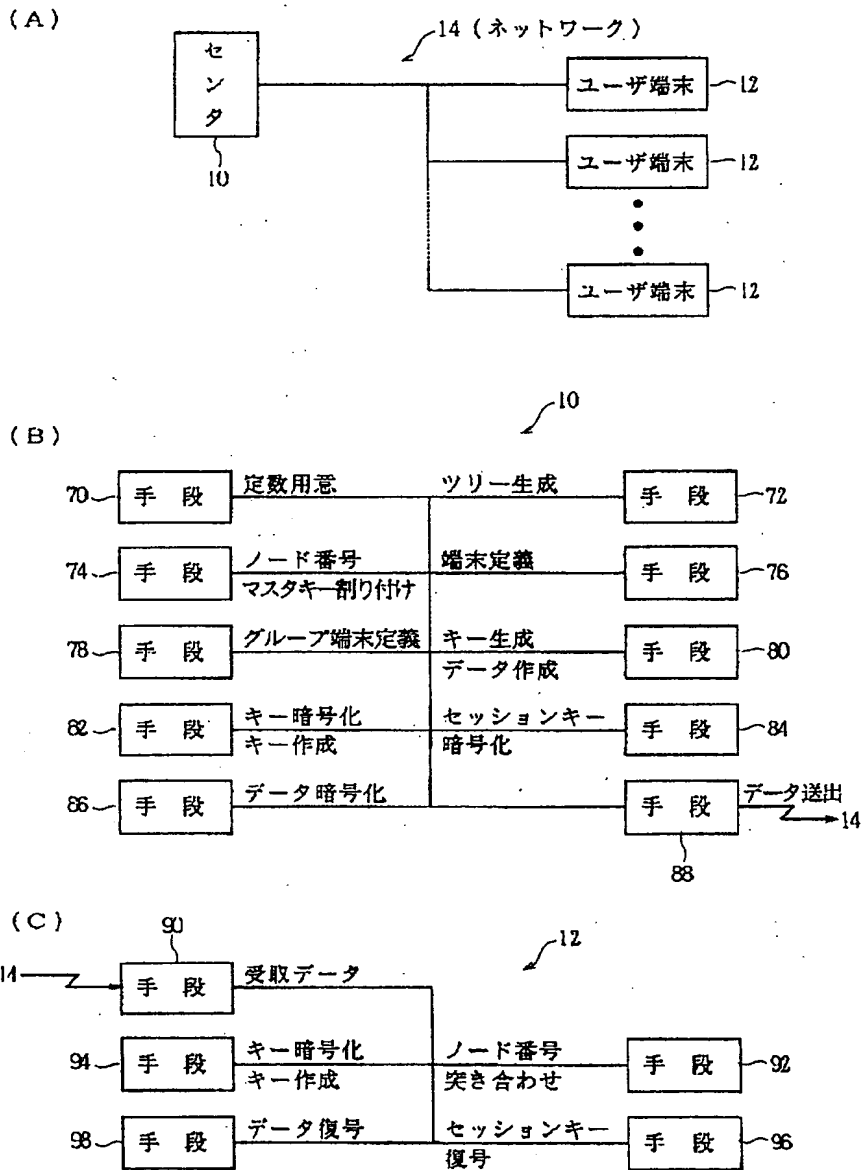 (A)
14(ネットワーク)
センタ
10
ユーザ端末 12
ユーザ端末 12
ユーザ端末 12
10
(B)
70 手段 定数用意 ツリー生成 手段 72
74 手段 ノード番号 端末定義 手段 76
マスタキー割り付け
78 手段 グループ端末定義 キー生成 手段 80
データ作成
82 手段 キー暗号化 セッションキー 手段 84
キー作成 暗号化
86 手段 データ暗号化 手段 データ送出
14
88
(C)
90
12
14 手段 受取データ
94 手段 キー暗号化 ノード番号 手段 92
キー作成 突き合わせ
98 手段 データ復号 セッションキー 手段 96
復号